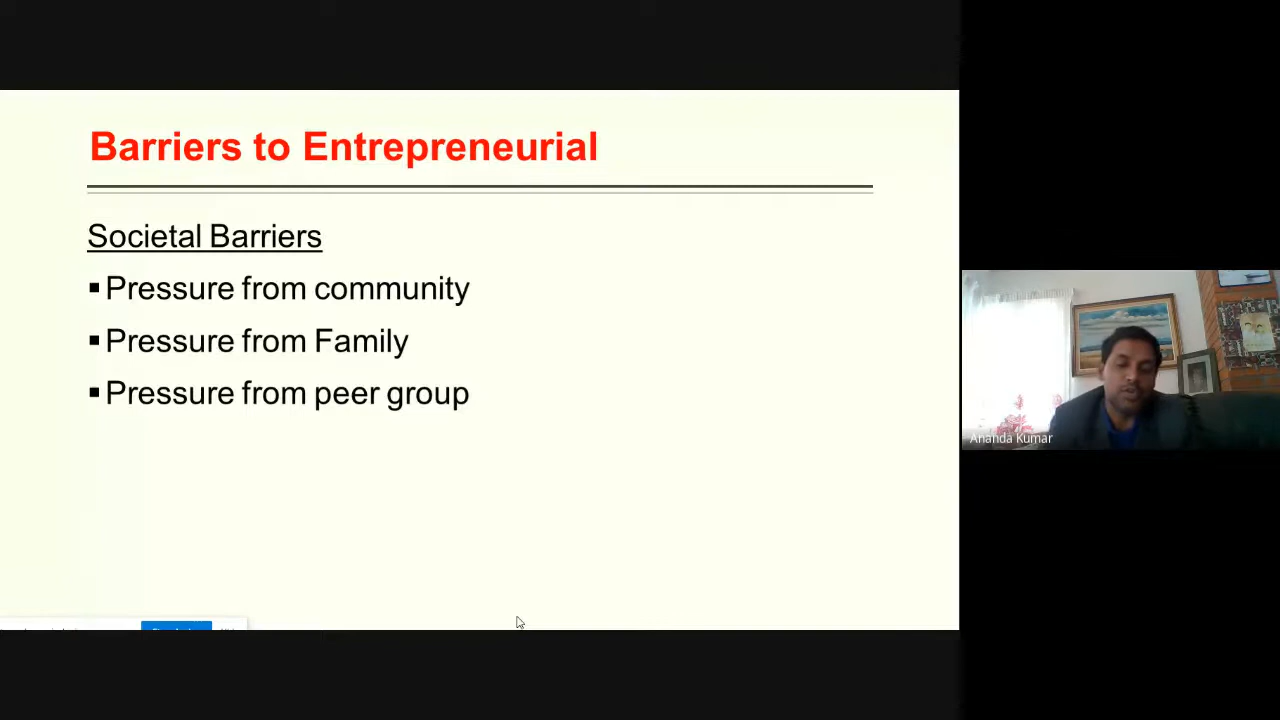 Barriers to Entrepreneurial
Societal Barriers
▪Pressure from community
▪Pressure from Family
▪Pressure from peer group
Ananda Kumar